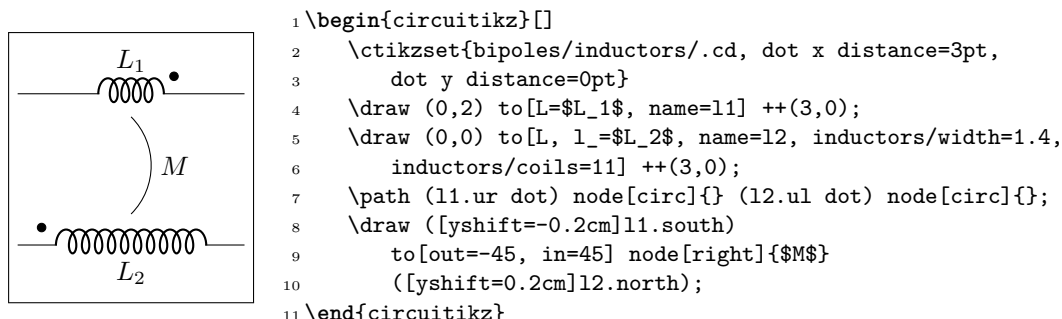 L1
M
L2
1 \begin{circuitikz}[]
2 \ctikzset{bipoles/inductors/.cd, dot x distance=3pt,
3 dot y distance=0pt}
4 \draw (0,2) to[L=$L_1$, name=l1] ++(3,0);
5 \draw (0,0) to[L, l_=$L_2$, name=l2, inductors/width=1.4,
6 inductors/coils=11] ++(3,0);
7 \path (l1.ur dot) node[circ]{} (l2.ul dot) node[circ]{};
8 \draw ([yshift=-0.2cm]l1.south)
9 to[out=-45, in=45] node[right]{$M$}
10 ([yshift=0.2cm]l2.north);
11 \end{circuitikz}